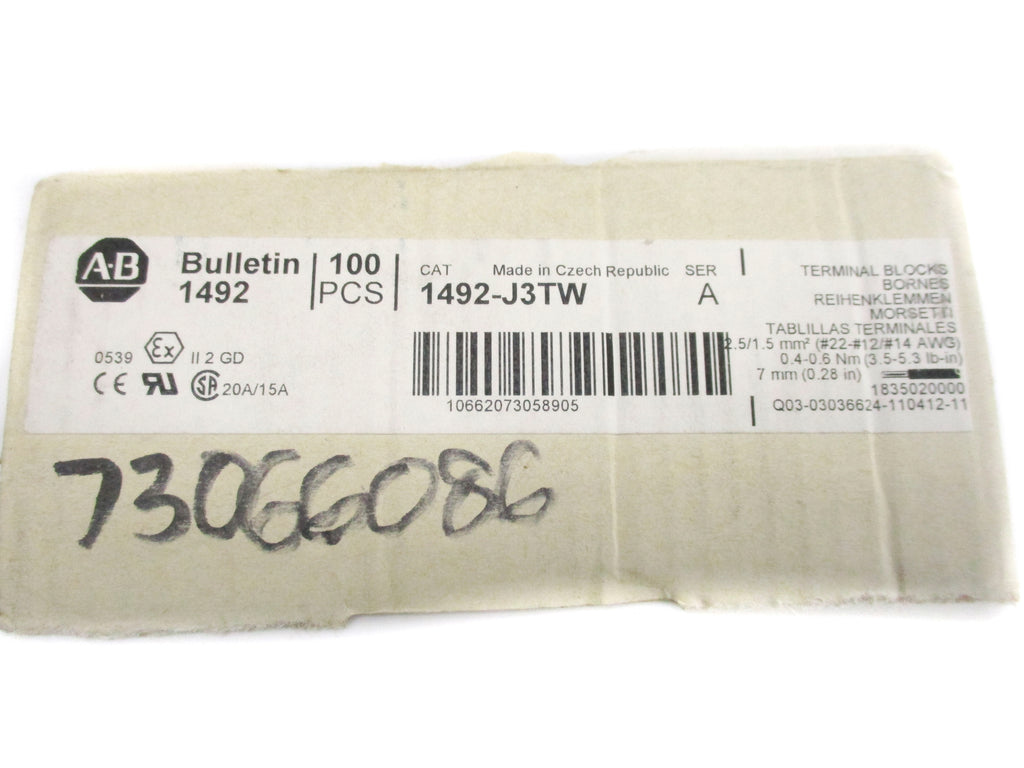 A-B
Bulletin
1492
100
PCS
CAT Made in Czech Republic SER
1492-J3TW A
0539 Ex II 2 GD
CE RU SA 20A/15A
10662073058905
TERMINAL BLOCKS
BORNES
REIHENKLEMMEN
MORSETTI
TABLILLAS TERMINALES
2.5/1.5 mm² (#22-#12/#14 AWG)
0.4-0.6 Nm (3.5-5.3 lb-in)
7 mm (0.28 in)
1835020000
Q03-03036624-110412-11
73066086